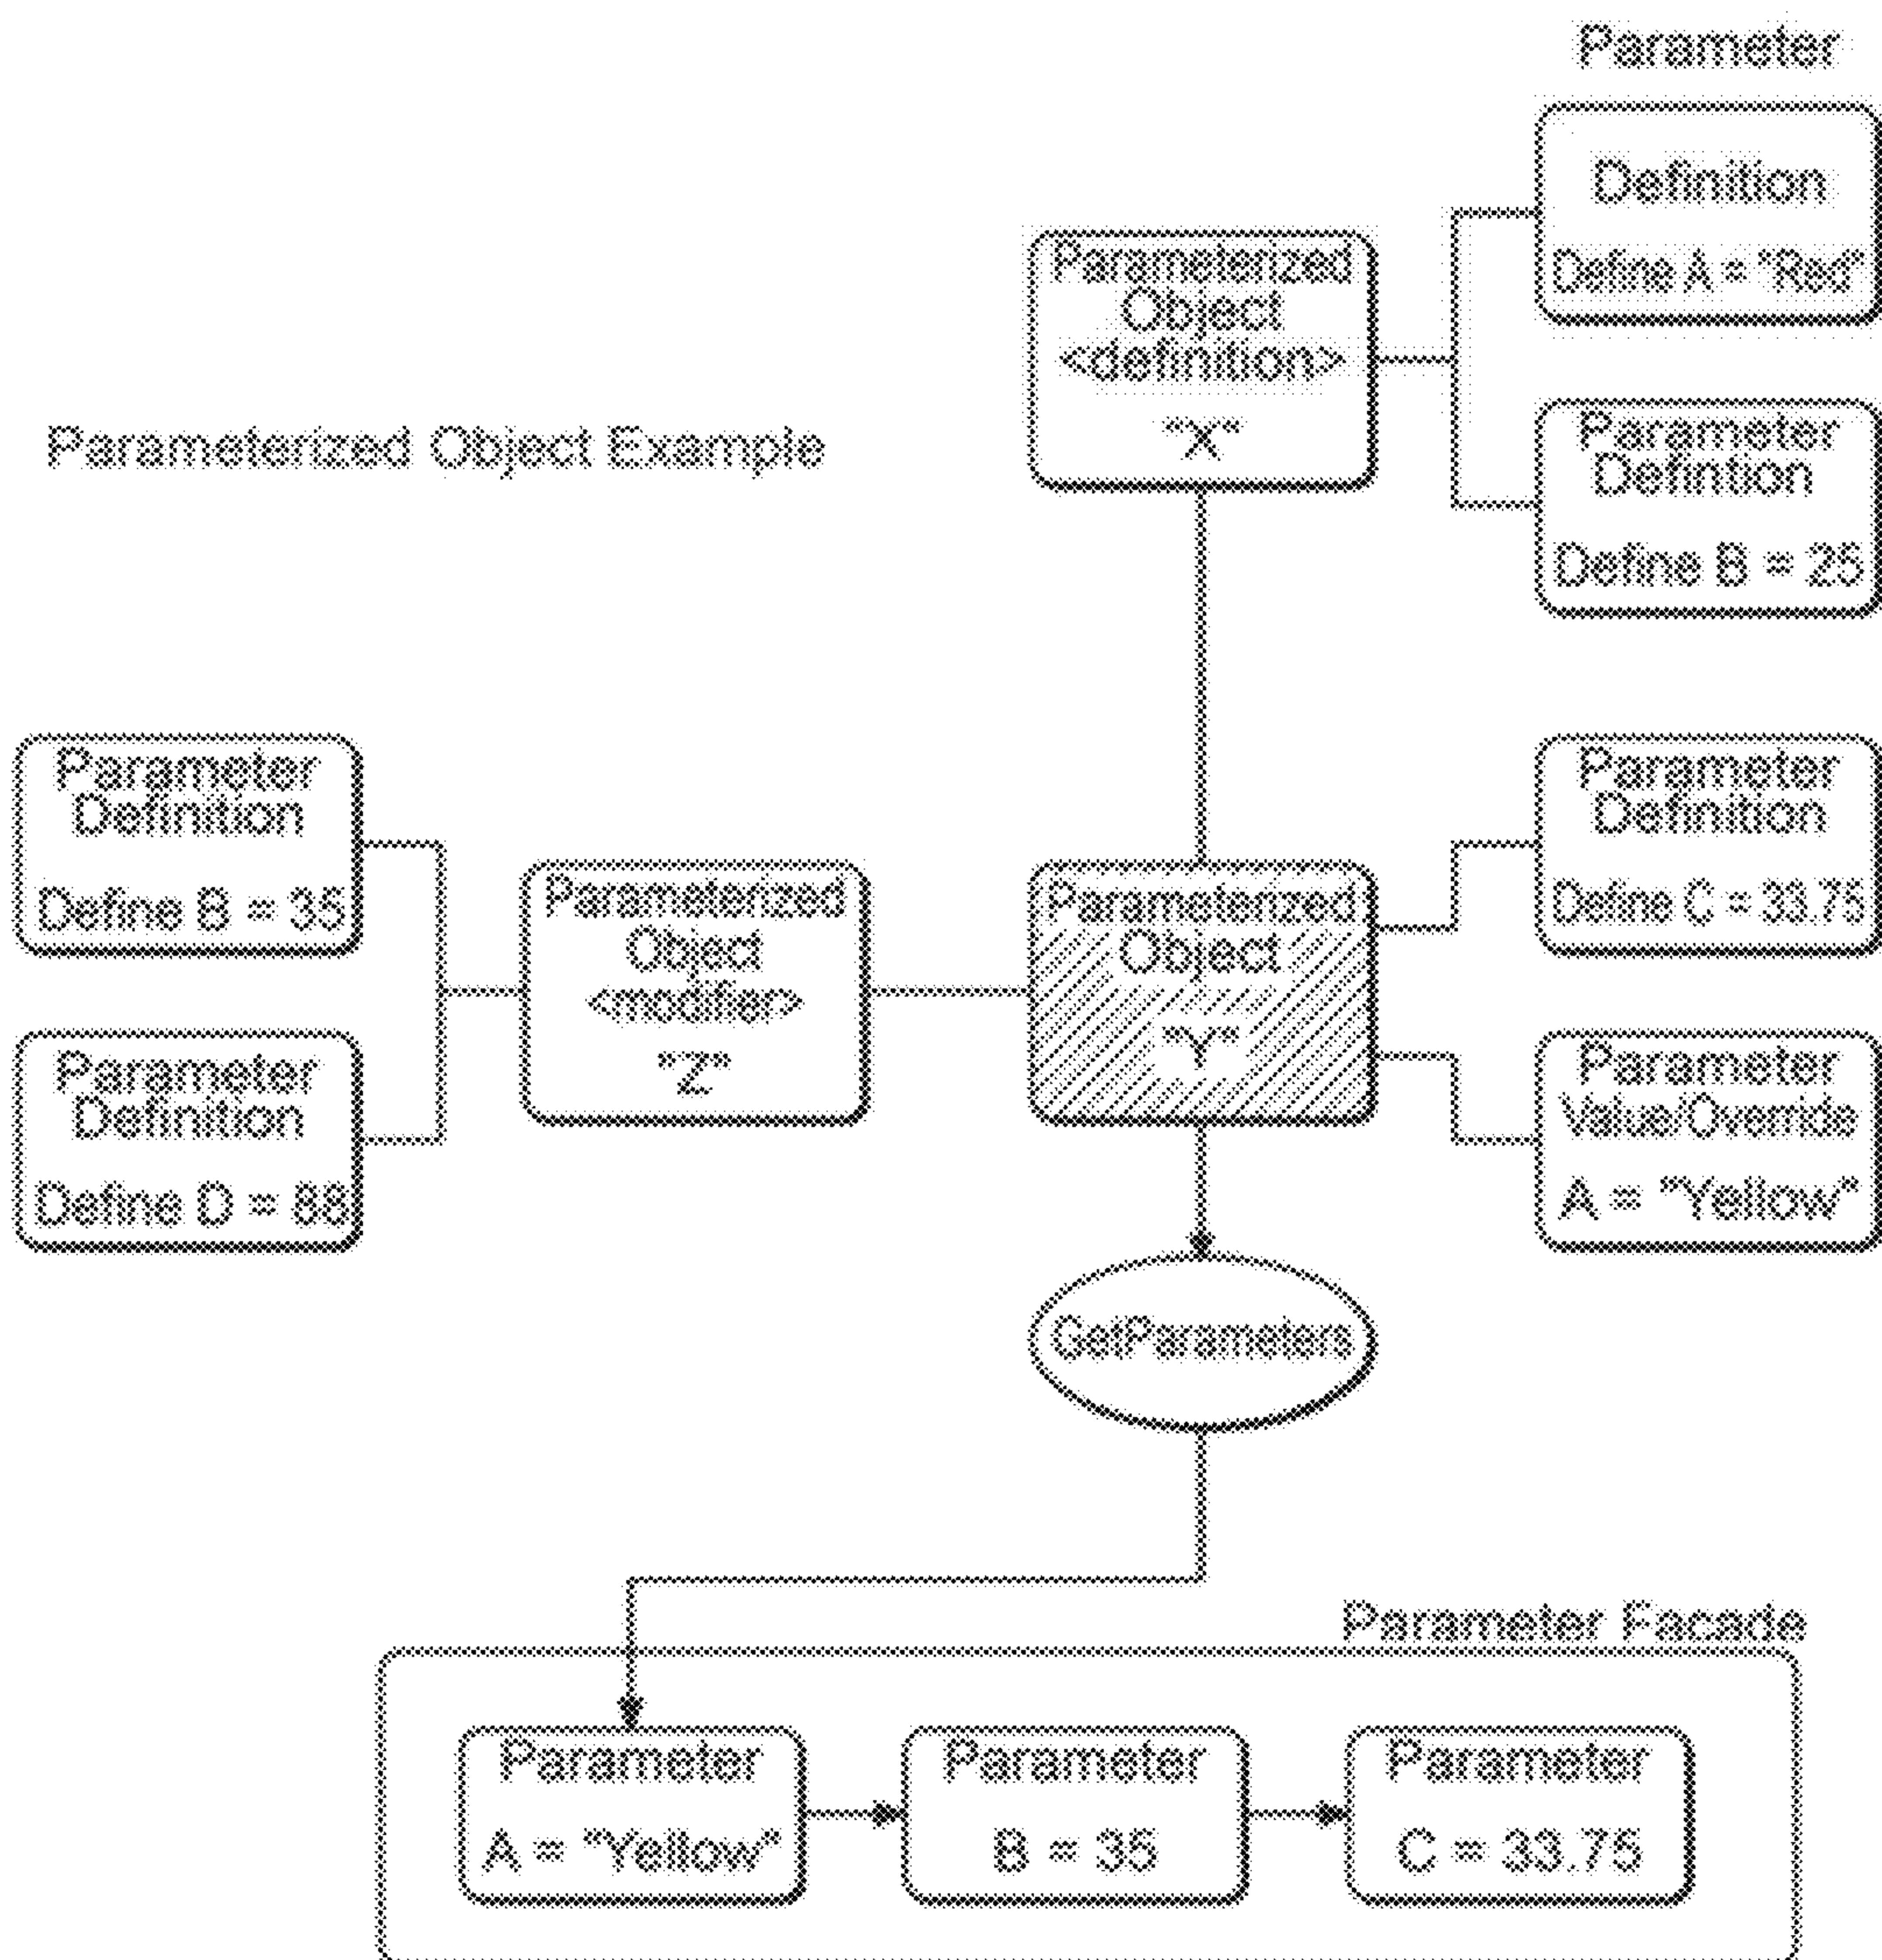 Parameter
Definition
Define A = "Red"
Parameterized
Object
<definition>
"X"
Parameter
Defintion
Define B = 25
Parameterized Object Example
Parameter
Definition
Define B = 35
Parameter
Definition
Define D = 88
Parameterized
Object
<modifier>
"Z"
Parameterized
Object
"Y"
Parameter
Definition
Define C = 33.75
Parameter
Value/Override
A = "Yellow"
GetParameters
Parameter Facade
Parameter
A = "Yellow"
Parameter
B = 35
Parameter
C = 33.75